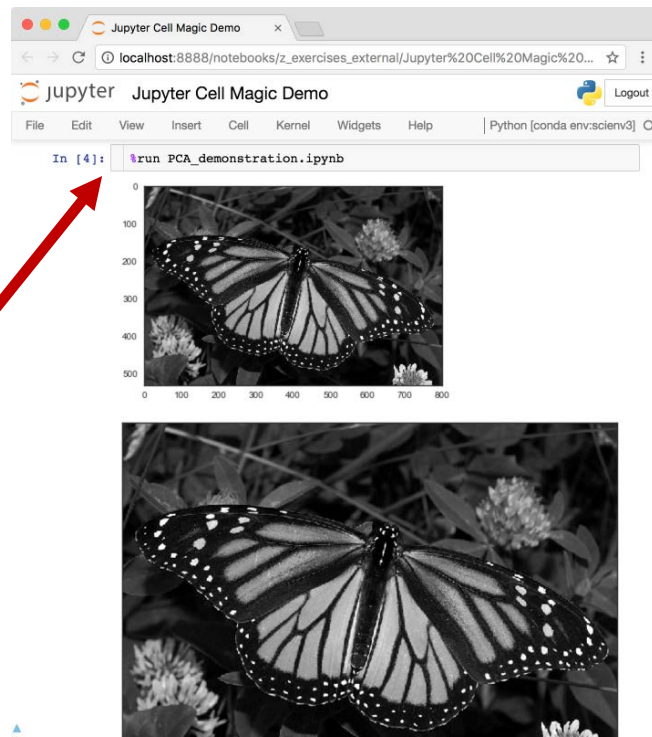 Jupyter Cell Magic Demo ×
localhost:8888/notebooks/z_exercises_external/Jupyter%20Cell%20Magic%20...
jupyter Jupyter Cell Magic Demo Logout
File Edit View Insert Cell Kernel Widgets Help Python [conda env:scienv3]
In [4]: %run PCA_demonstration.ipynb
0
100
200
300
400
500
0 100 200 300 400 500 600 700 800